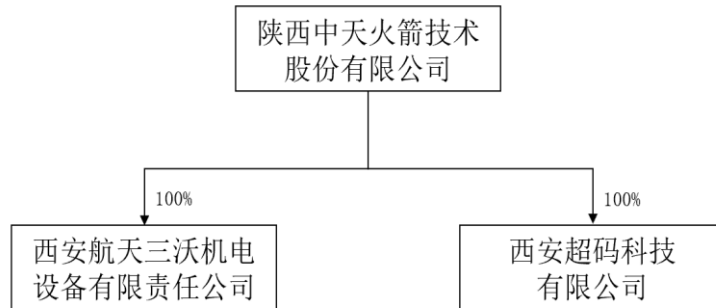 陕西中天火箭技术
股份有限公司
100%
100%
西安航天三沃机电
设备有限责任公司
西安超码科技
有限公司